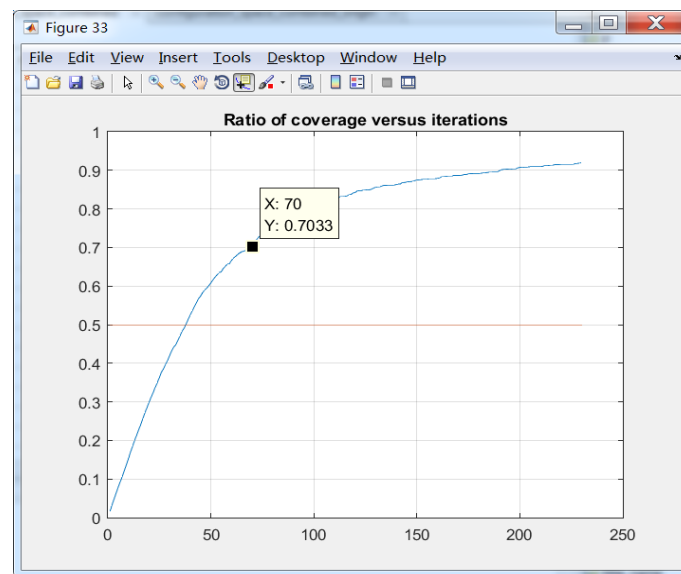 Figure 33
File Edit View Insert Tools Desktop Window Help
Ratio of coverage versus iterations
1
0.9
0.8
0.7
0.6
0.5
0.4
0.3
0.2
0.1
0
X: 70
Y: 0.7033
0 50 100 150 200 250